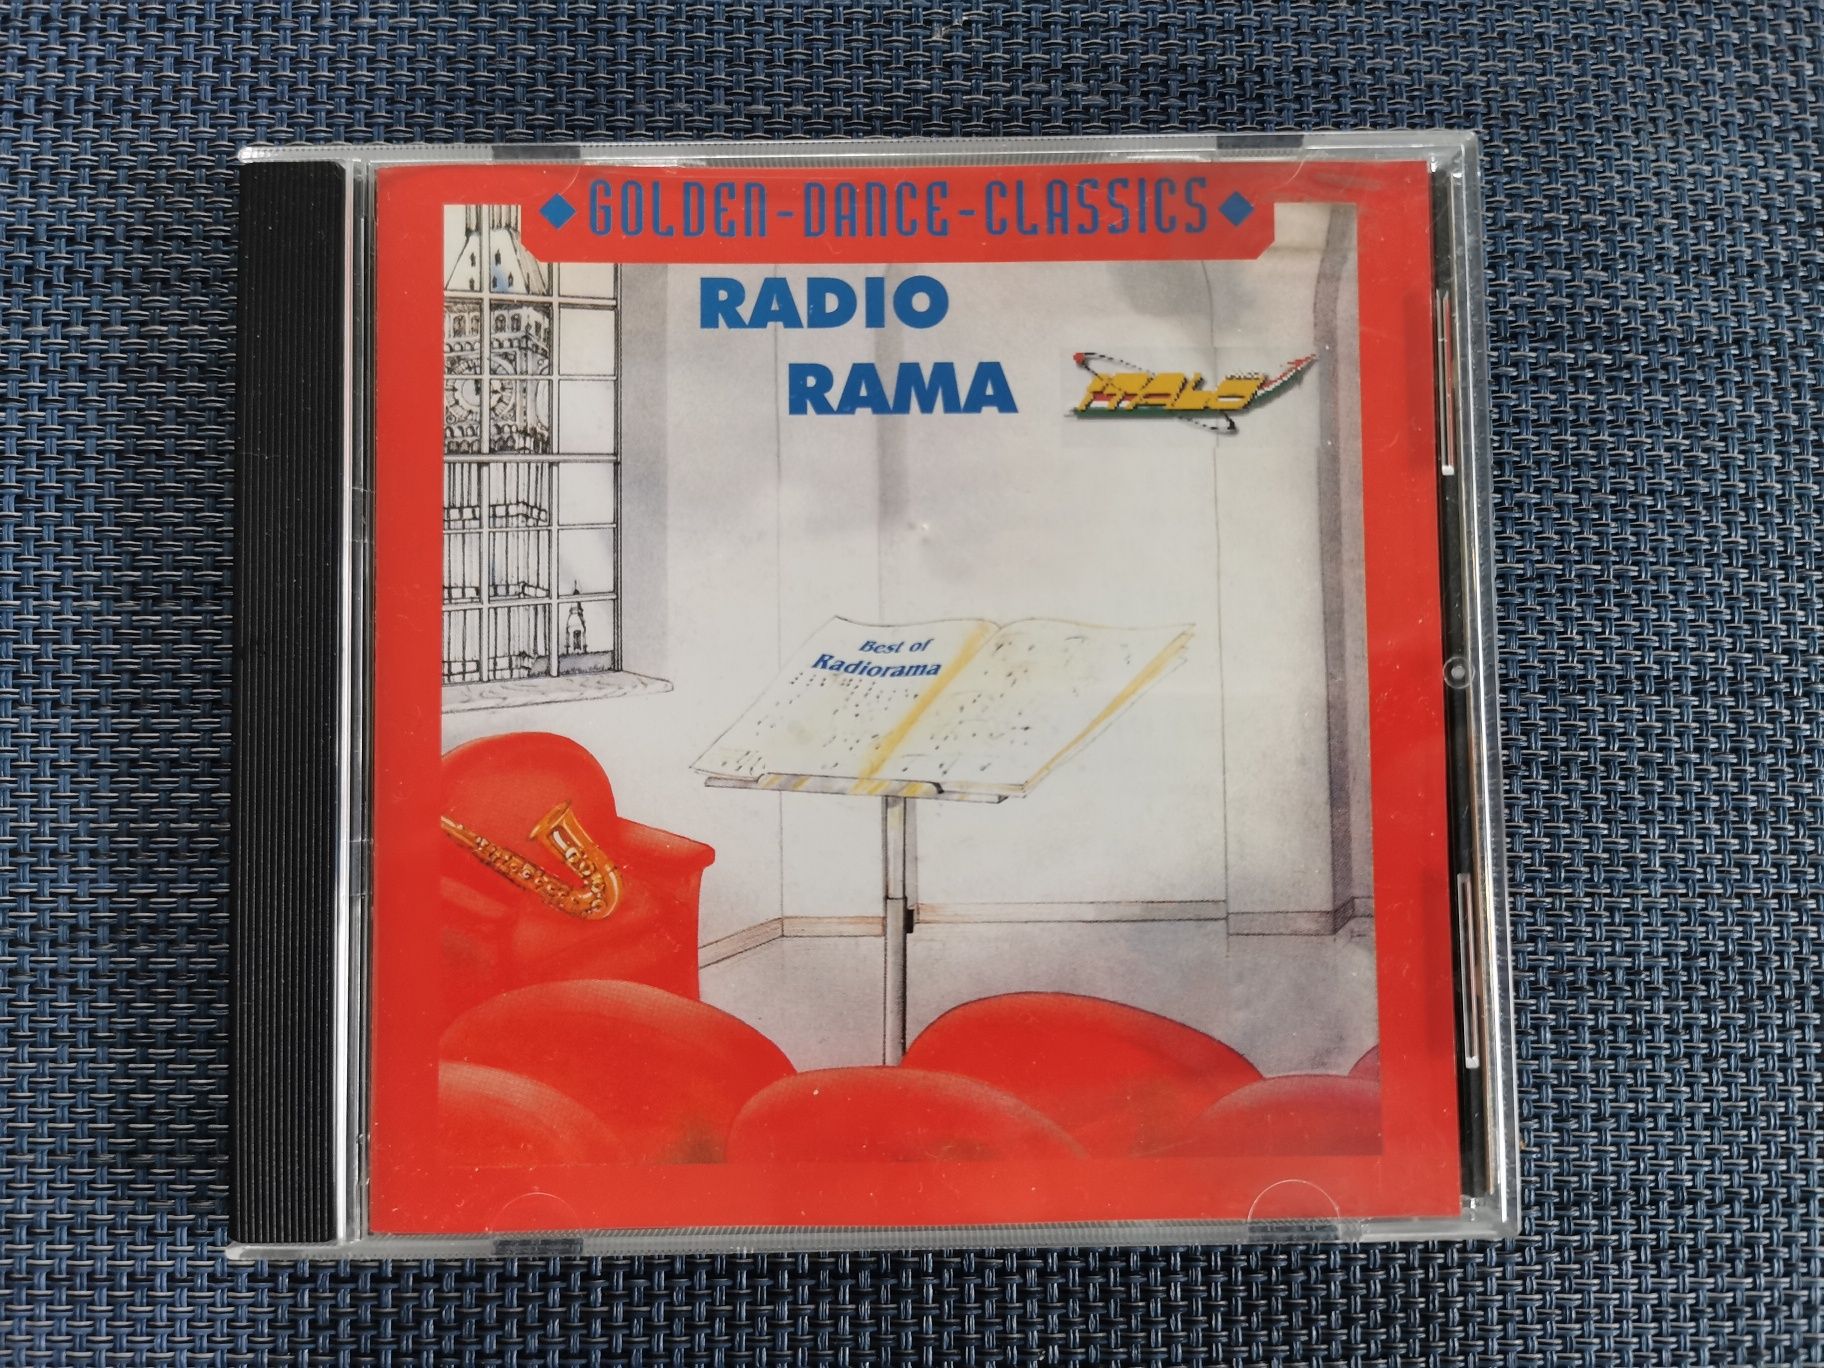 GOLDEN-DANCE-CLASSICS
RADIO
RAMA
ITALO
Best of
Radiorama